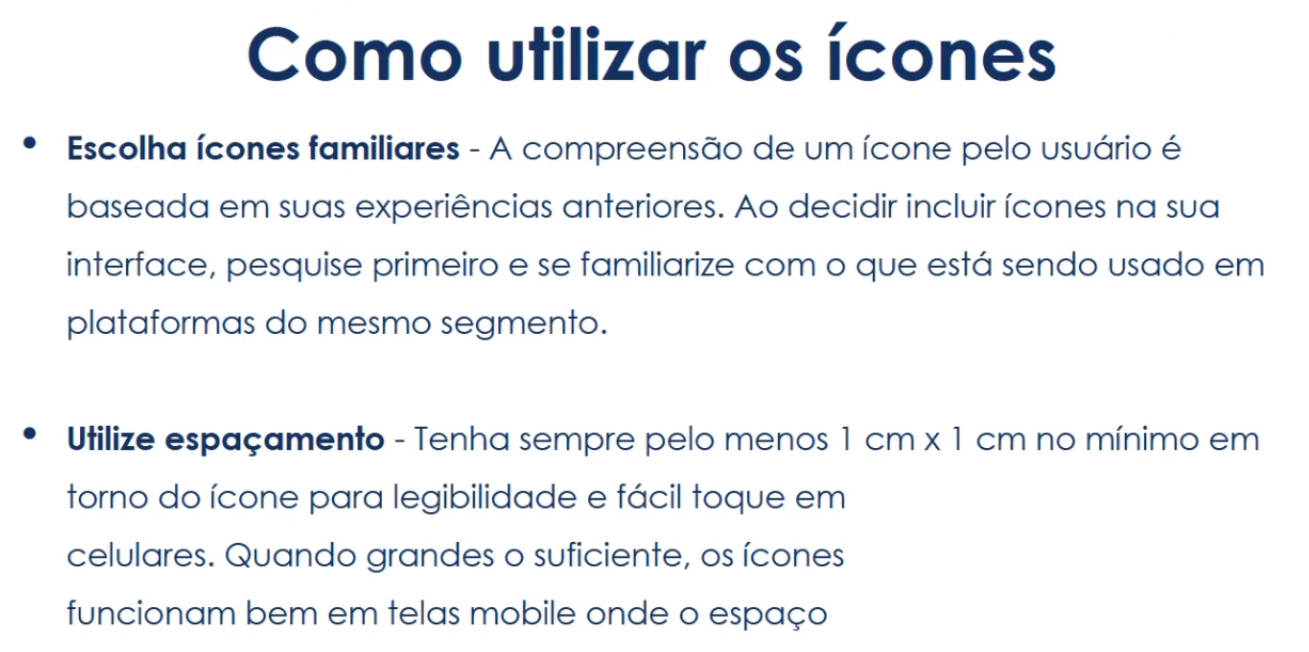 Como utilizar os ícones
• Escolha ícones familiares - A compreensão de um ícone pelo usuário é
baseada em suas experiências anteriores. Ao decidir incluir ícones na sua
interface, pesquise primeiro e se familiarize com o que está sendo usado em
plataformas do mesmo segmento.
• Utilize espaçamento - Tenha sempre pelo menos 1 cm x 1 cm no mínimo em
torno do ícone para legibilidade e fácil toque em
celulares. Quando grandes o suficiente, os ícones
funcionam bem em telas mobile onde o espaço